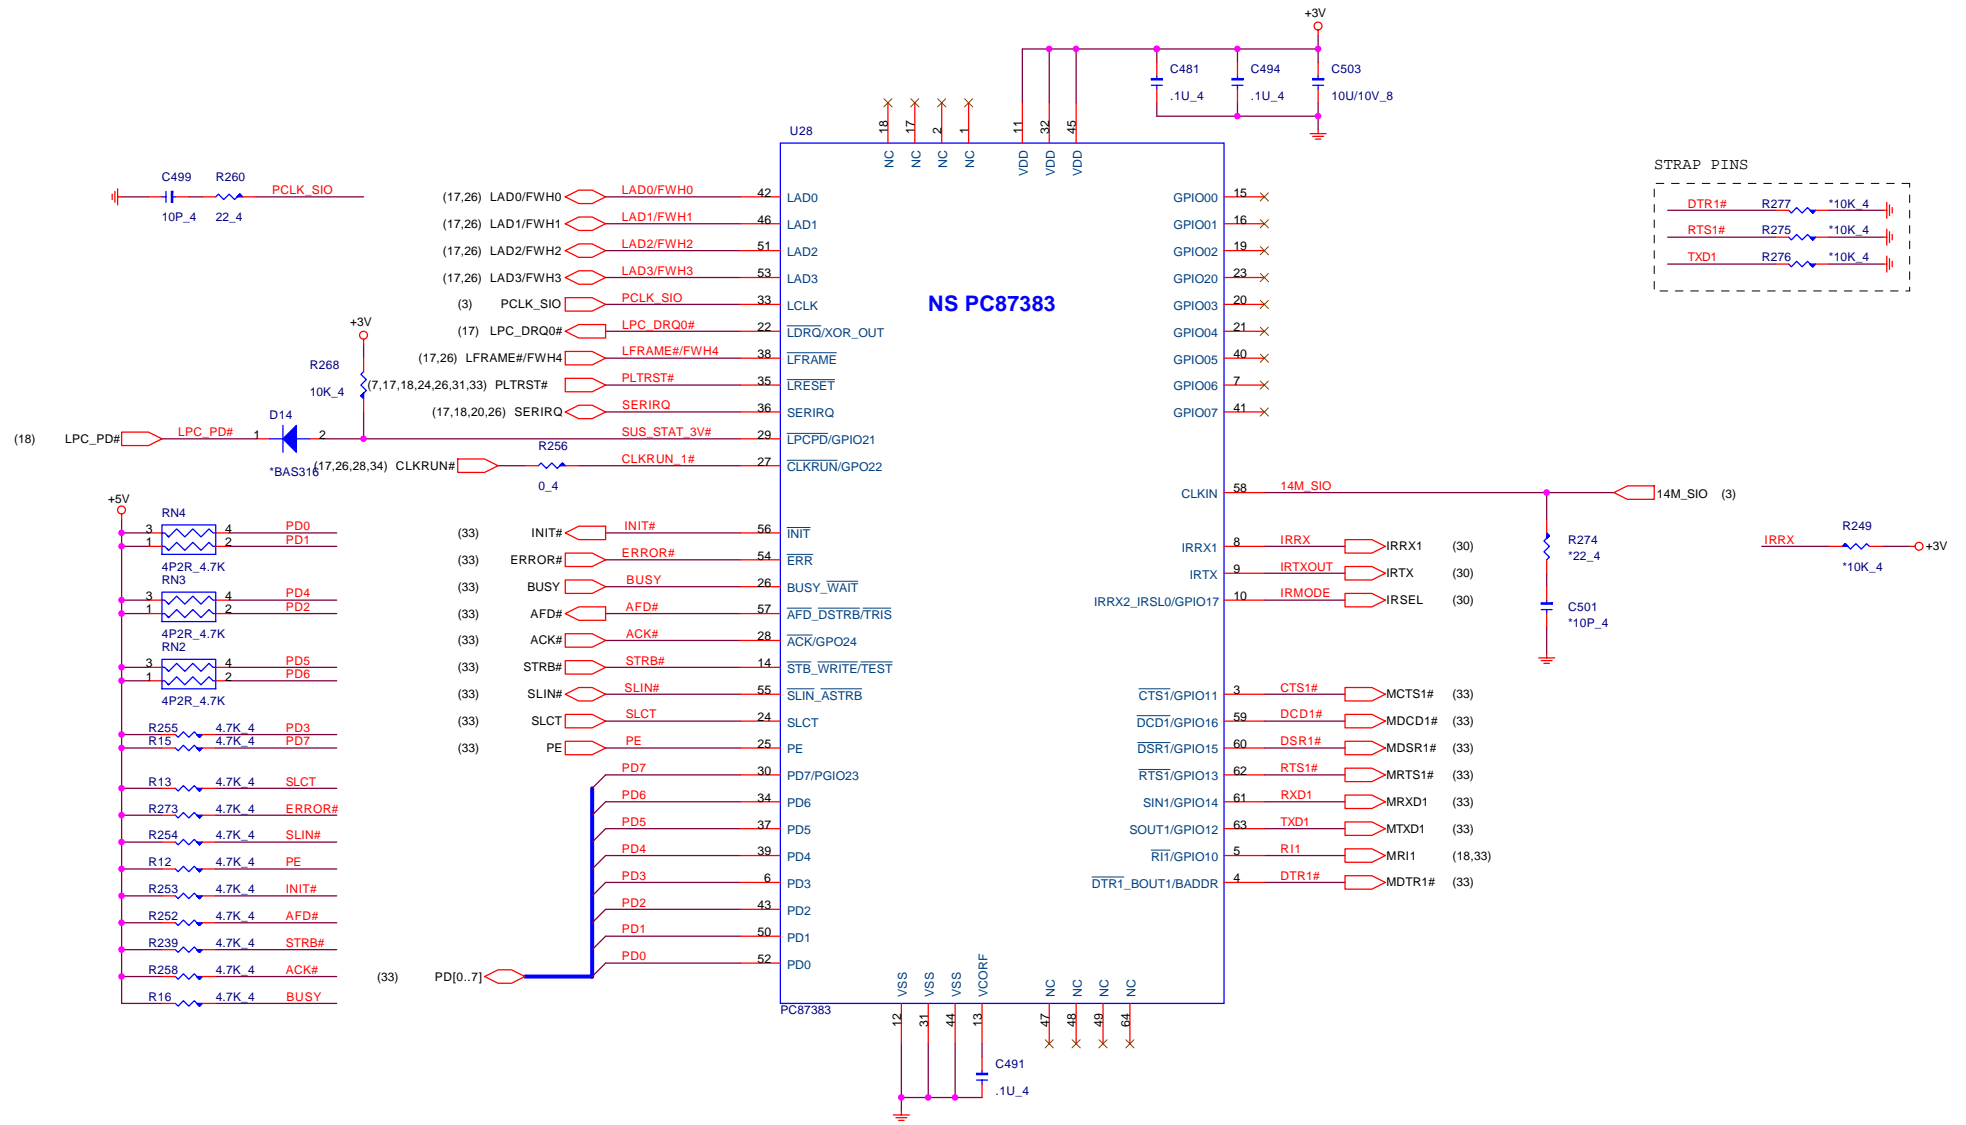 +3V
C481
C494
C503
.1U_4
.1U_4
10U/10V_8
18
17
2
1
11
32
45
U28
NC
NC
NC
NC
VDD
VDD
VDD
STRAP PINS
DTR1#
R277
*10K_4
RTS1#
R275
*10K_4
TXD1
R276
*10K_4
C499
R260
PCLK_SIO
10P_4
22_4
(17,26) LAD0/FWH0
LAD0/FWH0
42
LAD0
(17,26) LAD1/FWH1
LAD1/FWH1
46
LAD1
(17,26) LAD2/FWH2
LAD2/FWH2
51
LAD2
(17,26) LAD3/FWH3
LAD3/FWH3
53
LAD3
(3) PCLK_SIO
PCLK_SIO
33
LCLK
(17) LPC_DRQ0#
LPC_DRQ0#
22
LDRQ/XOR_OUT
(17,26) LFRAME#/FWH4
LFRAME#/FWH4
38
LFRAME
(7,17,18,24,26,31,33) PLTRST#
PLTRST#
35
LRESET
(17,18,20,26) SERIRQ
SERIRQ
36
SERIRQ
NS PC87383
GPIO00
15
GPIO01
16
GPIO02
19
GPIO20
23
GPIO03
20
GPIO04
21
GPIO05
40
GPIO06
7
GPIO07
41
+3V
R268
10K_4
D14
(18) LPC_PD#
LPC_PD#
1
2
*BAS316
SUS_STAT_3V#
29
LPCPD/GPIO21
R256
(17,26,28,34) CLKRUN#
CLKRUN_1#
27
CLKRUN/GPO22
0_4
CLKIN
58
14M_SIO
14M_SIO (3)
+5V
RN4
3
4
PD0
1
2
PD1
4P2R_4.7K
RN3
3
4
PD4
1
2
PD2
4P2R_4.7K
RN2
3
4
PD5
1
2
PD6
4P2R_4.7K
R255
4.7K_4
PD3
R15
4.7K_4
PD7
R13
4.7K_4
SLCT
R273
4.7K_4
ERROR#
R254
4.7K_4
SLIN#
R12
4.7K_4
PE
R253
4.7K_4
INIT#
R252
4.7K_4
AFD#
R239
4.7K_4
STRB#
R258
4.7K_4
ACK#
R16
4.7K_4
BUSY
(33) INIT#
INIT#
56
INIT
(33) ERROR#
ERROR#
54
ERR
(33) BUSY
BUSY
26
BUSY_WAIT
(33) AFD#
AFD#
57
AFD_DSTRB/TRIS
(33) ACK#
ACK#
28
ACK/GPO24
(33) STRB#
STRB#
14
STB_WRITE/TEST
(33) SLIN#
SLIN#
55
SLIN_ASTRB
(33) SLCT
SLCT
24
SLCT
(33) PE
PE
25
PE
PD7
30
PD7/PGIO23
PD6
34
PD6
PD5
37
PD5
PD4
39
PD4
PD3
6
PD3
PD2
43
PD2
PD1
50
PD1
PD0
52
PD0
(33) PD[0..7]
IRRX1
8
IRRX
IRRX1 (30)
IRTX
9
IRTXOUT
IRTX (30)
IRRX2_IRSL0/GPIO17
10
IRMODE
IRSEL (30)
R274
*22_4
C501
*10P_4
IRRX
R249
*10K_4
+3V
CTS1/GPIO11
3
CTS1#
MCTS1# (33)
DCD1/GPIO16
59
DCD1#
MDCD1# (33)
DSR1/GPIO15
60
DSR1#
MDSR1# (33)
RTS1/GPIO13
62
RTS1#
MRTS1# (33)
SIN1/GPIO14
61
RXD1
MRXD1 (33)
SOUT1/GPIO12
63
TXD1
MTXD1 (33)
RI1/GPIO10
5
RI1
MRI1 (18,33)
DTR1_BOUT1/BADDR
4
DTR1#
MDTR1# (33)
VSS
VSS
VSS
VCORF
NC
NC
NC
NC
PC87383
12
31
44
13
47
48
49
64
C491
.1U_4